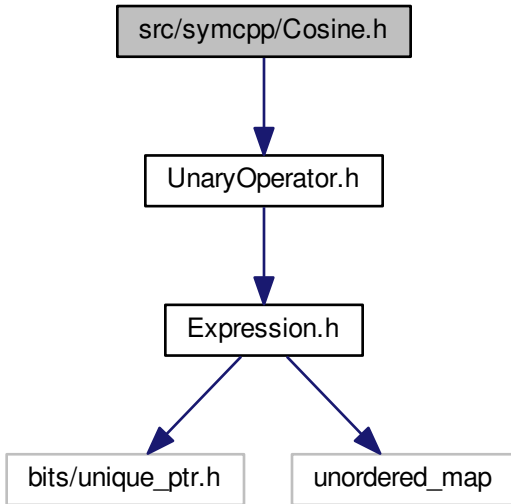 src/symcpp/Cosine.h
UnaryOperator.h
Expression.h
bits/unique_ptr.h
unordered_map